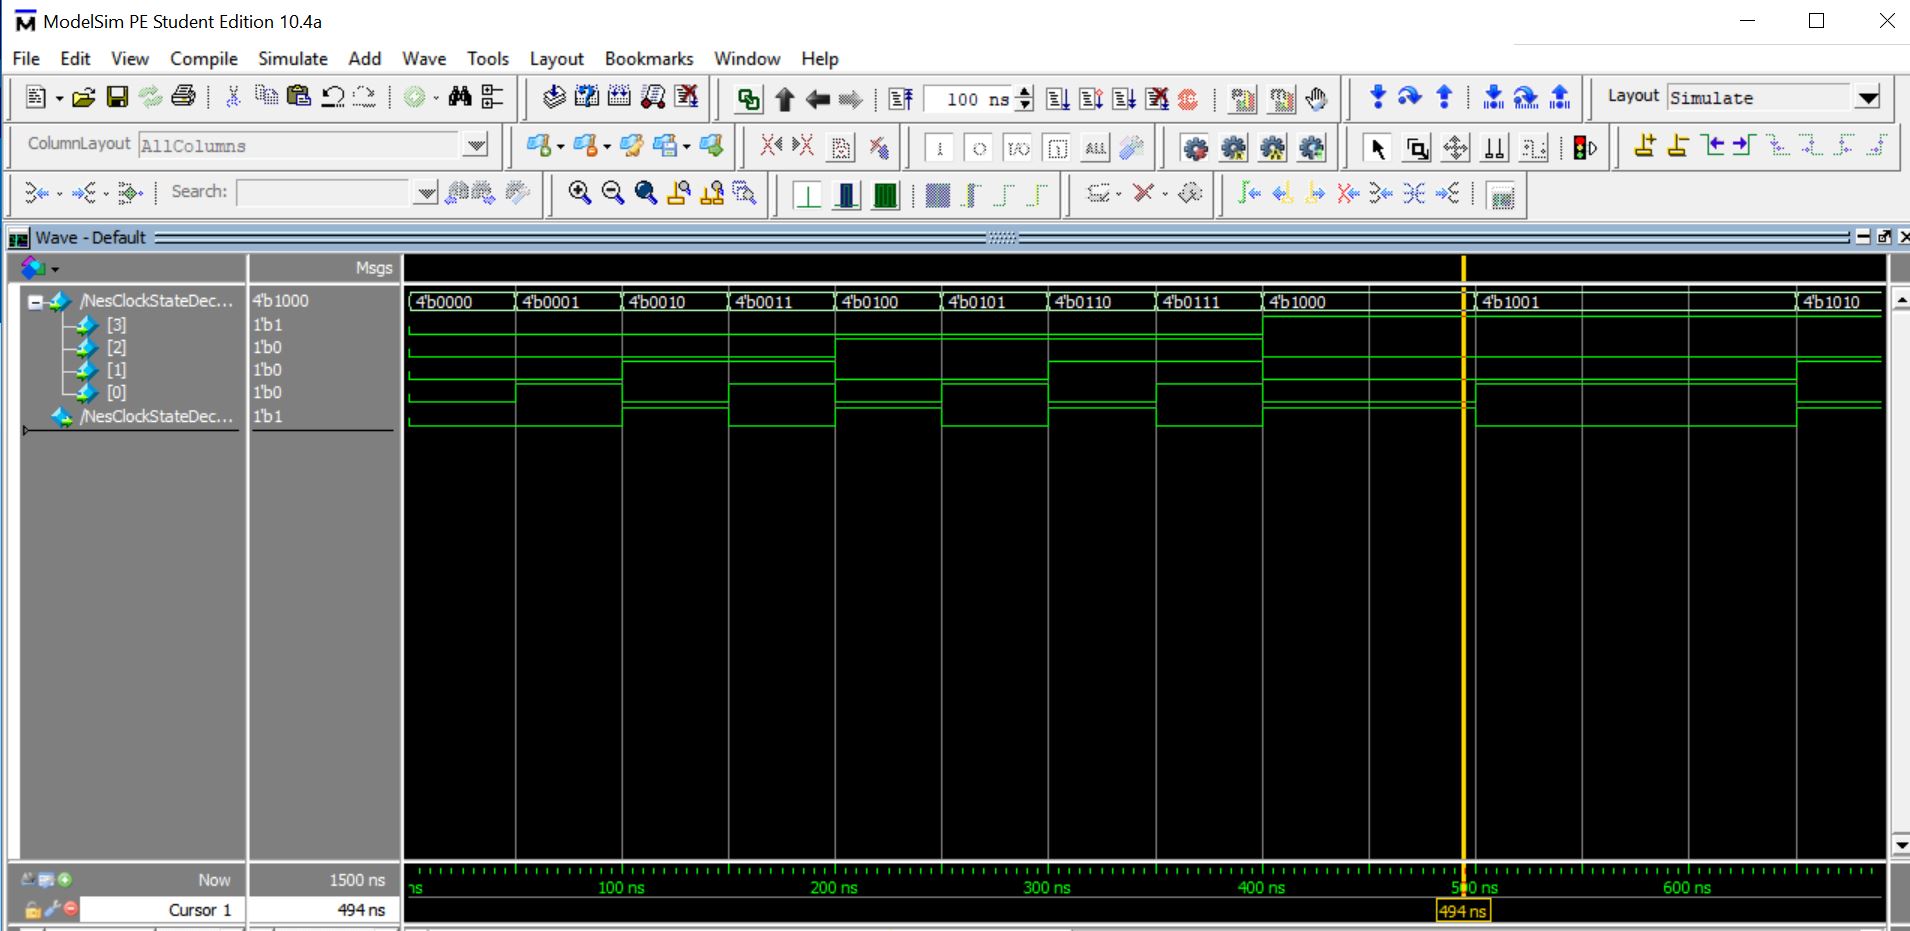 ModelSim PE Student Edition 10.4a
File Edit View Compile Simulate Add Wave Tools Layout Bookmarks Window Help
100 ns Layout Simulate
ColumnLayout AllColumns ALL
Search:
Wave - Default
Msgs
/NesClockStateDec... 4'b1000 4'b0000 4'b0001 4'b0010 4'b0011 4'b0100 4'b0101 4'b0110 4'b0111 4'b1000 4'b1001 4'b1010
[3] 1'b1
[2] 1'b0
[1] 1'b0
[0] 1'b0
/NesClockStateDec... 1'b1
Now 1500 ns ns 100 ns 200 ns 300 ns 400 ns 500 ns 600 ns
Cursor 1 494 ns 494 ns